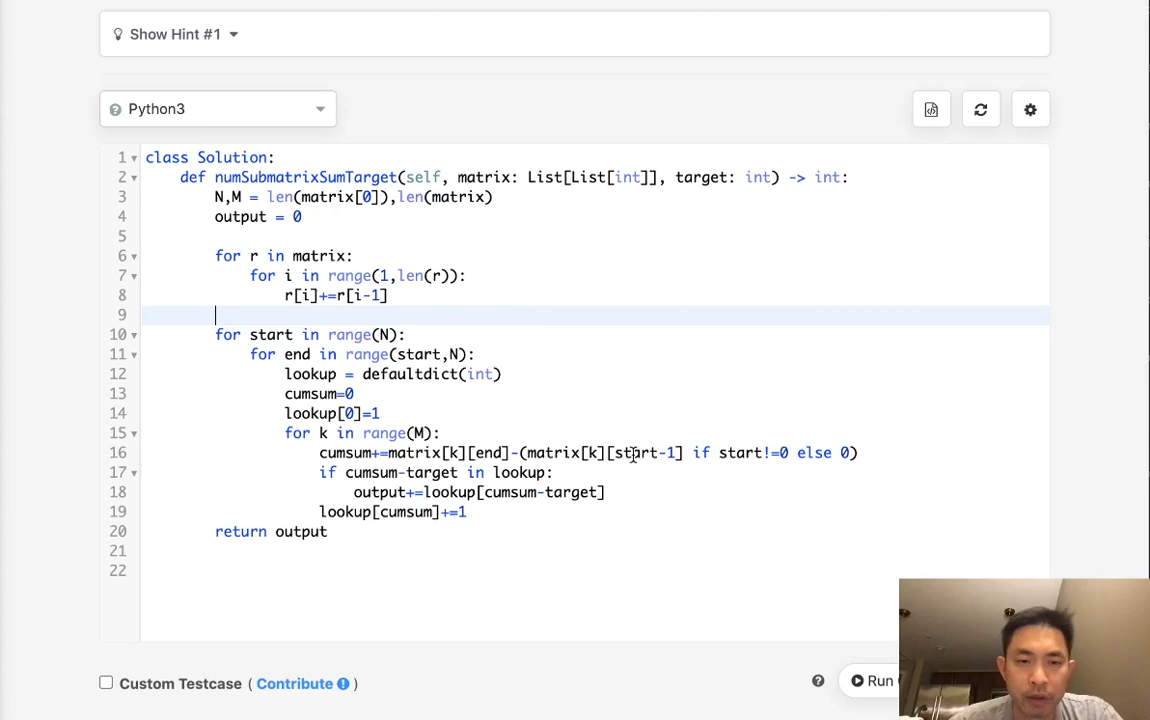 Show Hint #1
Python3
1 class Solution:
2 def numSubmatrixSumTarget(self, matrix: List[List[int]], target: int) -> int:
3 N,M = len(matrix[0]),len(matrix)
4 output = 0
5
6 for r in matrix:
7 for i in range(1,len(r)):
8 r[i]+=r[i-1]
9
10 for start in range(N):
11 for end in range(start,N):
12 lookup = defaultdict(int)
13 cumsum=0
14 lookup[0]=1
15 for k in range(M):
16 cumsum+=matrix[k][end]-(matrix[k][start-1] if start!=0 else 0)
17 if cumsum-target in lookup:
18 output+=lookup[cumsum-target]
19 lookup[cumsum]+=1
20 return output
21
22
Custom Testcase ( Contribute )
Run